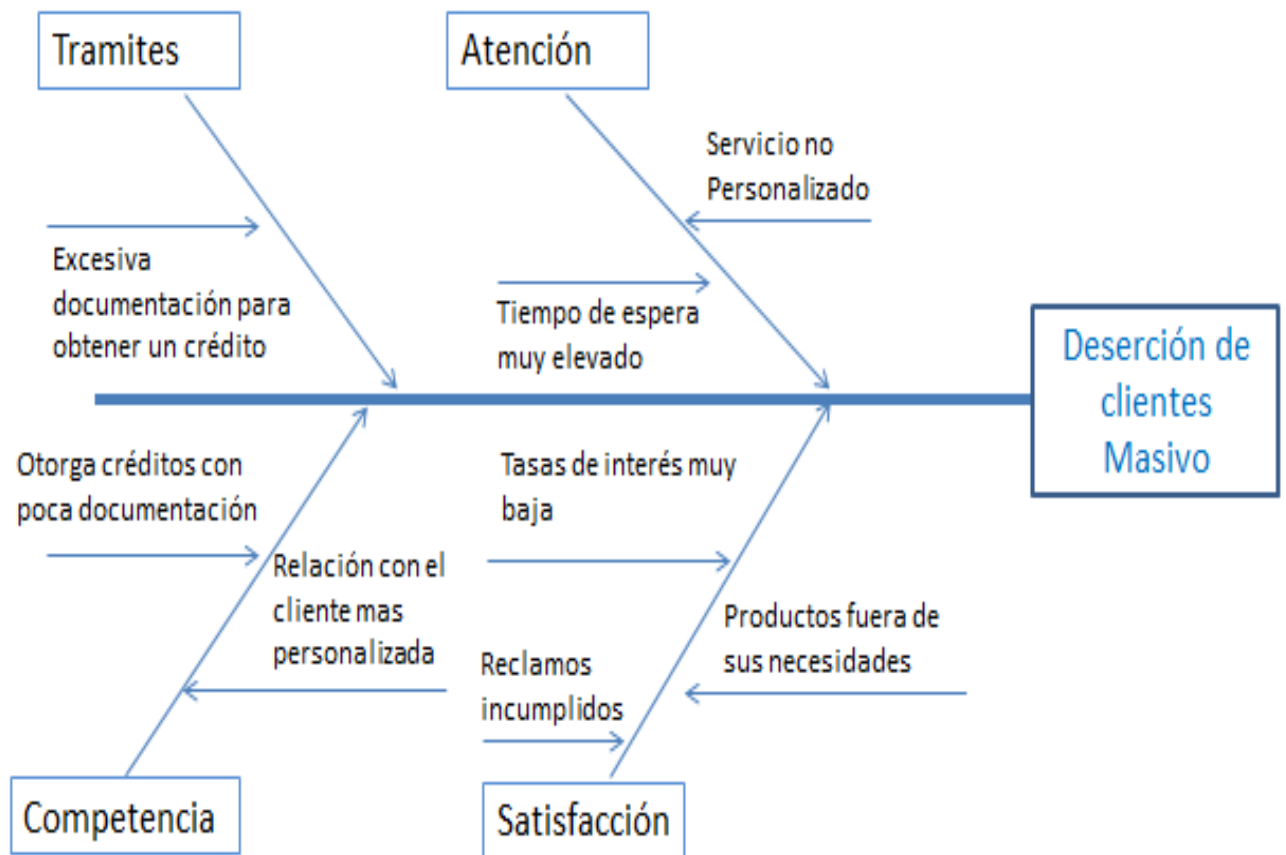 Tramites
Atención
Servicio no
Personalizado
Excesiva
documentación para
obtener un crédito
Tiempo de espera
muy elevado
Deserción de
clientes
Masivo
Otorga créditos con
poca documentación
Relación con el
cliente mas
personalizada
Tasas de interés muy
baja
Productos fuera de
sus necesidades
Reclamos
incumplidos
Competencia
Satisfacción